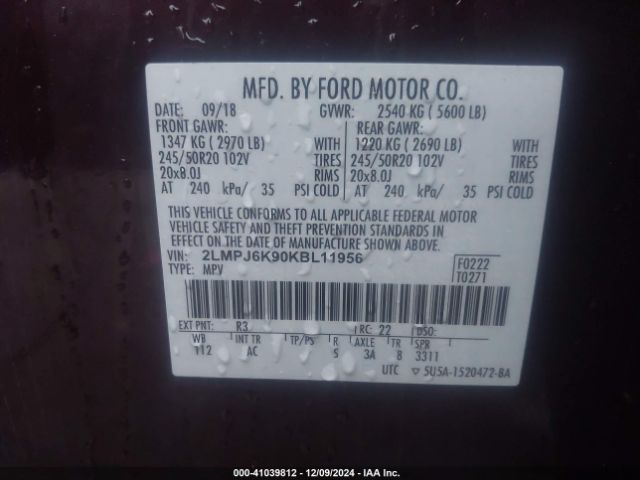 MFD. BY FORD MOTOR CO.
DATE: 09/18 GVWR: 2540 KG ( 5600 LB)
FRONT GAWR: REAR GAWR:
1347 KG ( 2970 LB) WITH 1220 KG ( 2690 LB) WITH
245/50R20 102V TIRES 245/50R20 102V TIRES
20x8.0J RIMS 20x8.0J RIMS
AT 240 kPa/ 35 PSI COLD AT 240 kPa/ 35 PSI COLD
THIS VEHICLE CONFORMS TO ALL APPLICABLE FEDERAL MOTOR
VEHICLE SAFETY AND THEFT PREVENTION STANDARDS IN
EFFECT ON THE DATE OF MANUFACTURE SHOWN ABOVE.
VIN: 2LMPJ6K90KBL11956 F0222
TYPE: MPV T0271
EXT PNT: R3 RC: 22 DSO:
WB INT TR TP/PS R AXLE TR SPR
112 AC S 3A 8 3311
UTC ▽ 5U5A-1520472-BA
000-41039812 - 12/09/2024 - IAA Inc.